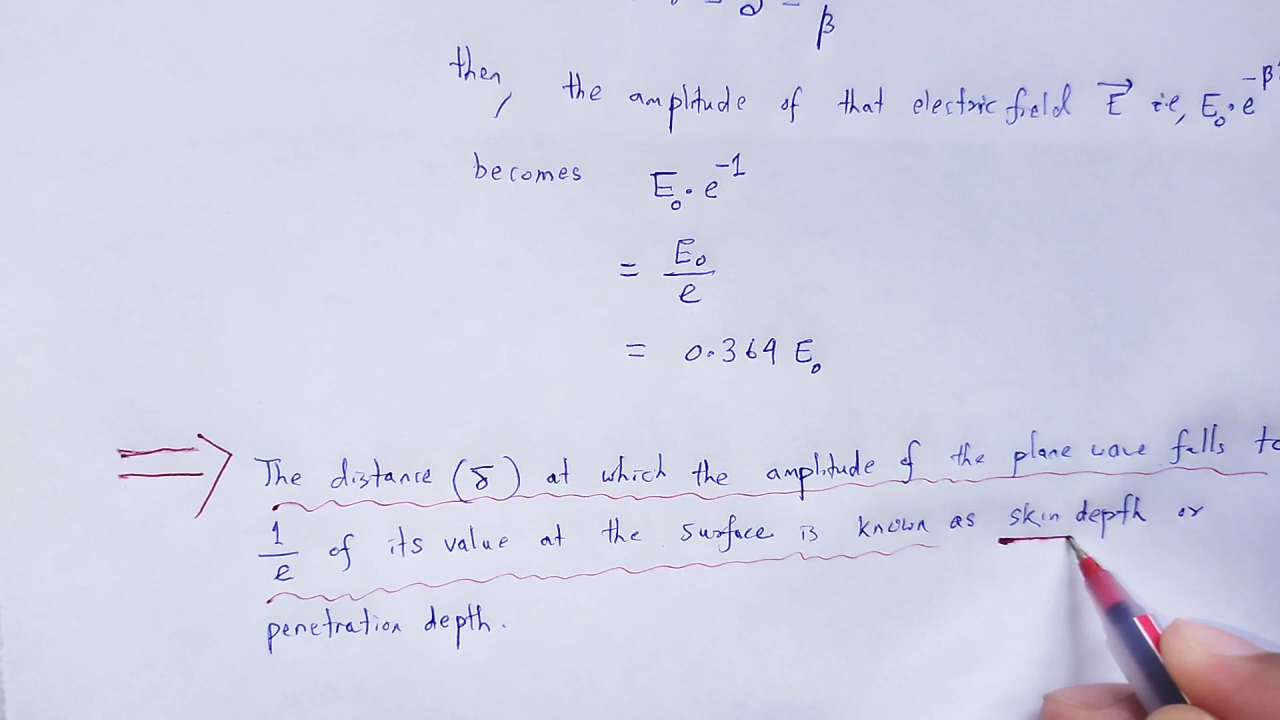 β
then, the amplitude of that electric field E⃗ ie, E₀·e^-β
becomes E₀·e^-1
= E₀/e
= 0.369 E₀
⇒ The distance (δ) at which the amplitude of the plane wave falls to
1/e of its value at the surface is known as skin depth or
penetration depth.